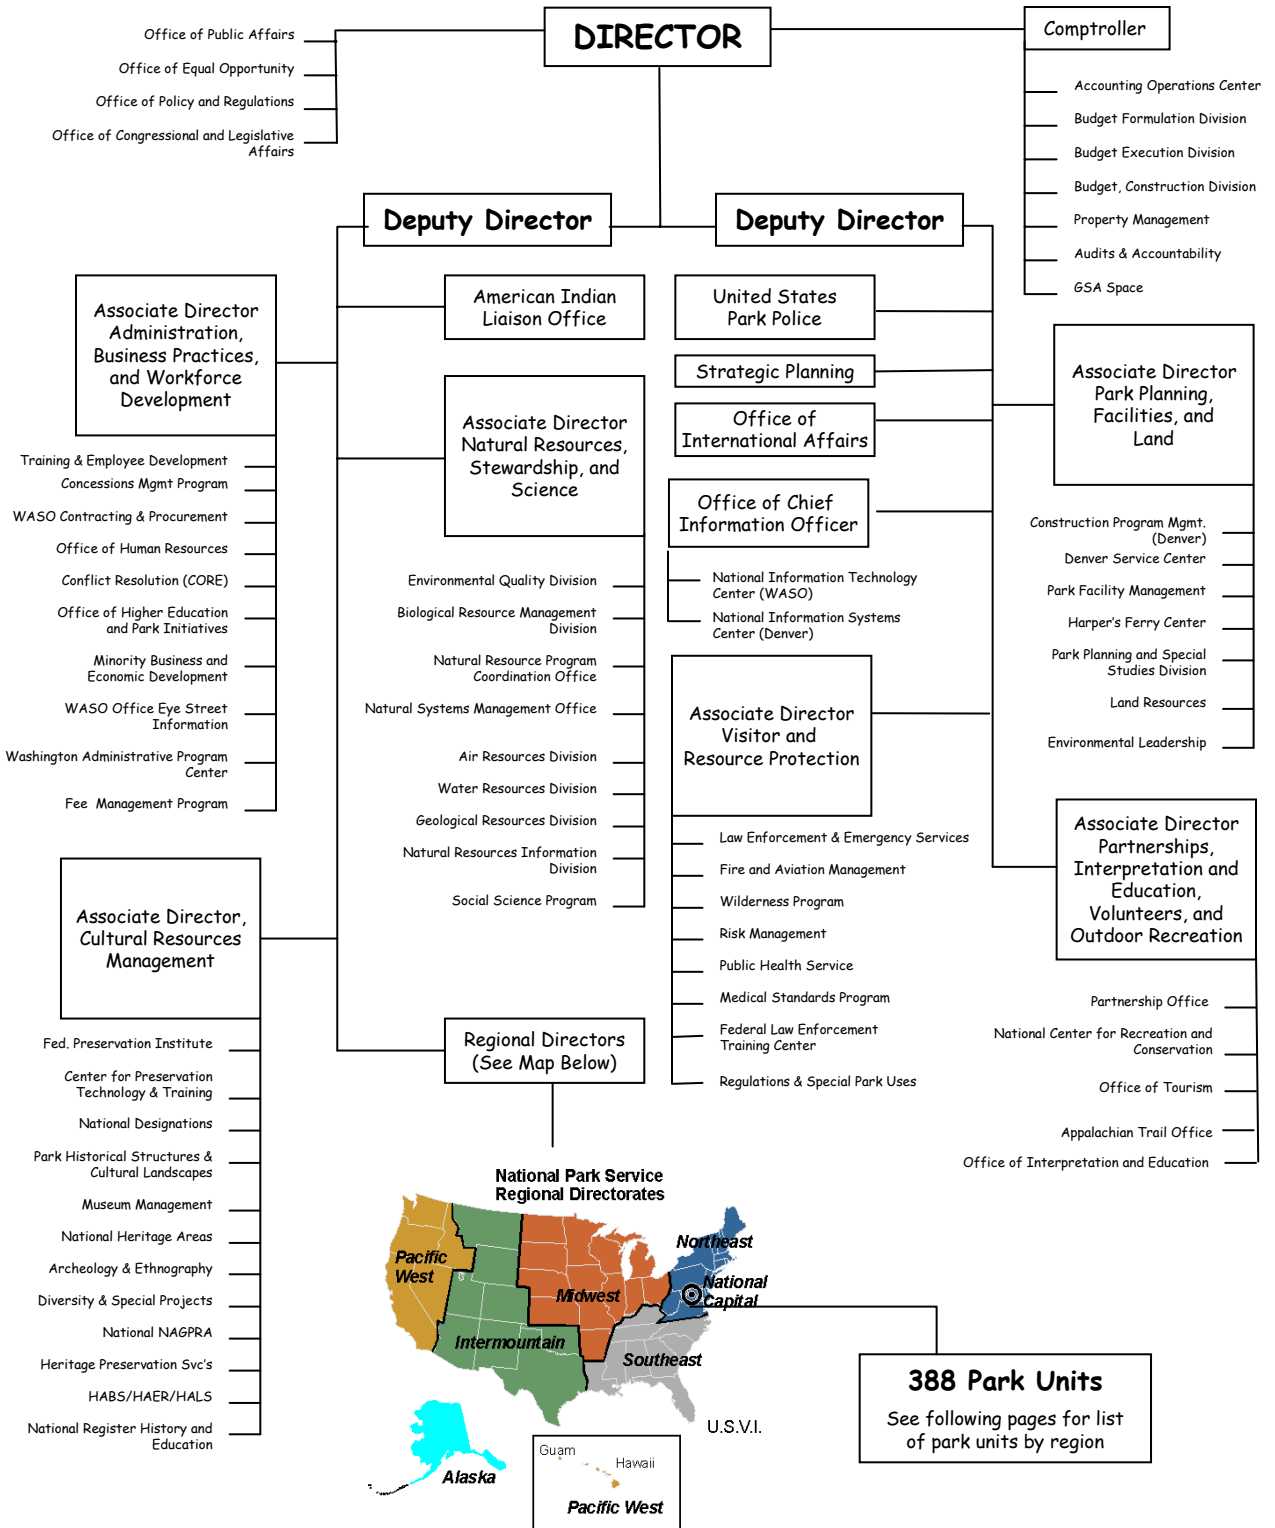 DIRECTOR
Office of Public Affairs
Office of Equal Opportunity
Office of Policy and Regulations
Office of Congressional and Legislative
Affairs
Comptroller
Accounting Operations Center
Budget Formulation Division
Budget Execution Division
Budget, Construction Division
Property Management
Audits & Accountability
GSA Space
Deputy Director
Deputy Director
Associate Director
Administration,
Business Practices,
and Workforce
Development
Training & Employee Development
Concessions Mgmt Program
WASO Contracting & Procurement
Office of Human Resources
Conflict Resolution (CORE)
Office of Higher Education
and Park Initiatives
Minority Business and
Economic Development
WASO Office Eye Street
Information
Washington Administrative Program
Center
Fee  Management Program
American Indian
Liaison Office
Associate Director
Natural Resources,
Stewardship, and
Science
Environmental Quality Division
Biological Resource Management
Division
Natural Resource Program
Coordination Office
Natural Systems Management Office
Air Resources Division
Water Resources Division
Geological Resources Division
Natural Resources Information
Division
Social Science Program
United States
Park Police
Strategic Planning
Office of
International Affairs
Office of Chief
Information Officer
National Information Technology
Center (WASO)
National Information Systems
Center (Denver)
Associate Director
Visitor and
Resource Protection
Law Enforcement & Emergency Services
Fire and Aviation Management
Wilderness Program
Risk Management
Public Health Service
Medical Standards Program
Federal Law Enforcement
Training Center
Regulations & Special Park Uses
Associate Director
Park Planning,
Facilities, and
Land
Construction Program Mgmt.
(Denver)
Denver Service Center
Park Facility Management
Harper's Ferry Center
Park Planning and Special
Studies Division
Land Resources
Environmental Leadership
Associate Director
Partnerships,
Interpretation and
Education,
Volunteers, and
Outdoor Recreation
Partnership Office
National Center for Recreation and
Conservation
Office of Tourism
Appalachian Trail Office
Office of Interpretation and Education
Associate Director,
Cultural Resources
Management
Fed. Preservation Institute
Center for Preservation
Technology & Training
National Designations
Park Historical Structures &
Cultural Landscapes
Museum Management
National Heritage Areas
Archeology & Ethnography
Diversity & Special Projects
National NAGPRA
Heritage Preservation Svc's
HABS/HAER/HALS
National Register History and
Education
Regional Directors
(See Map Below)
National Park Service
Regional Directorates
Pacific
West
Midwest
Northeast
National
Capital
Intermountain
Southeast
U.S.V.I.
Alaska
Guam
Hawaii
Pacific West
388 Park Units
See following pages for list
of park units by region